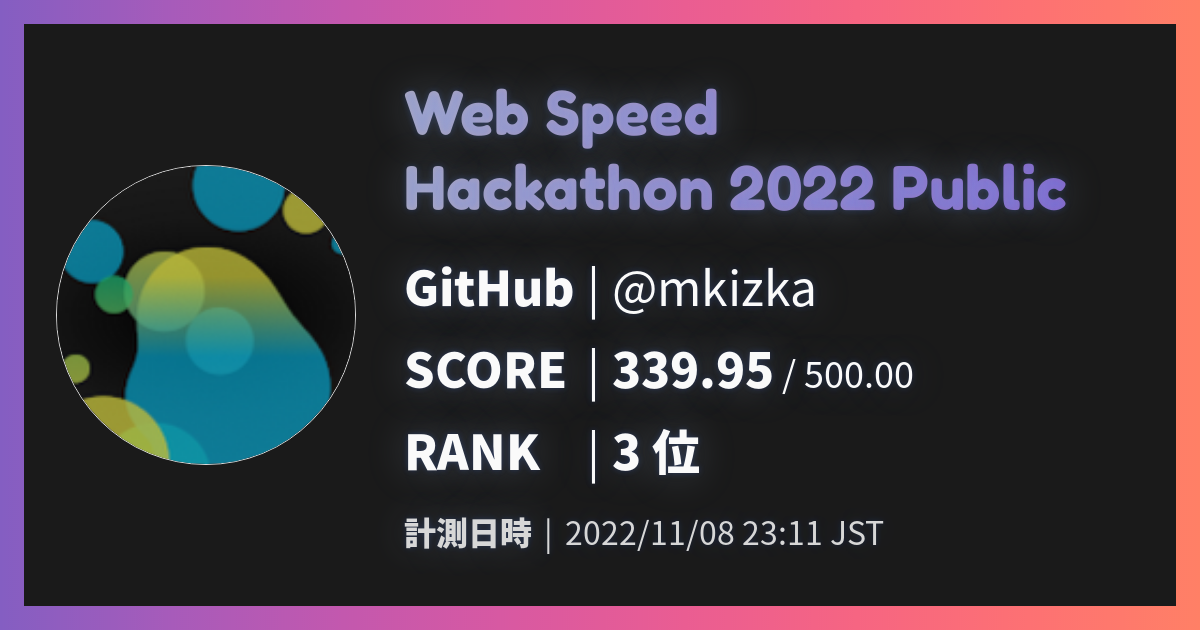 Web Speed
Hackathon 2022 Public
GitHub | @mkizka
SCORE | 339.95 / 500.00
RANK | 3 位
計測日時 | 2022/11/08 23:11 JST